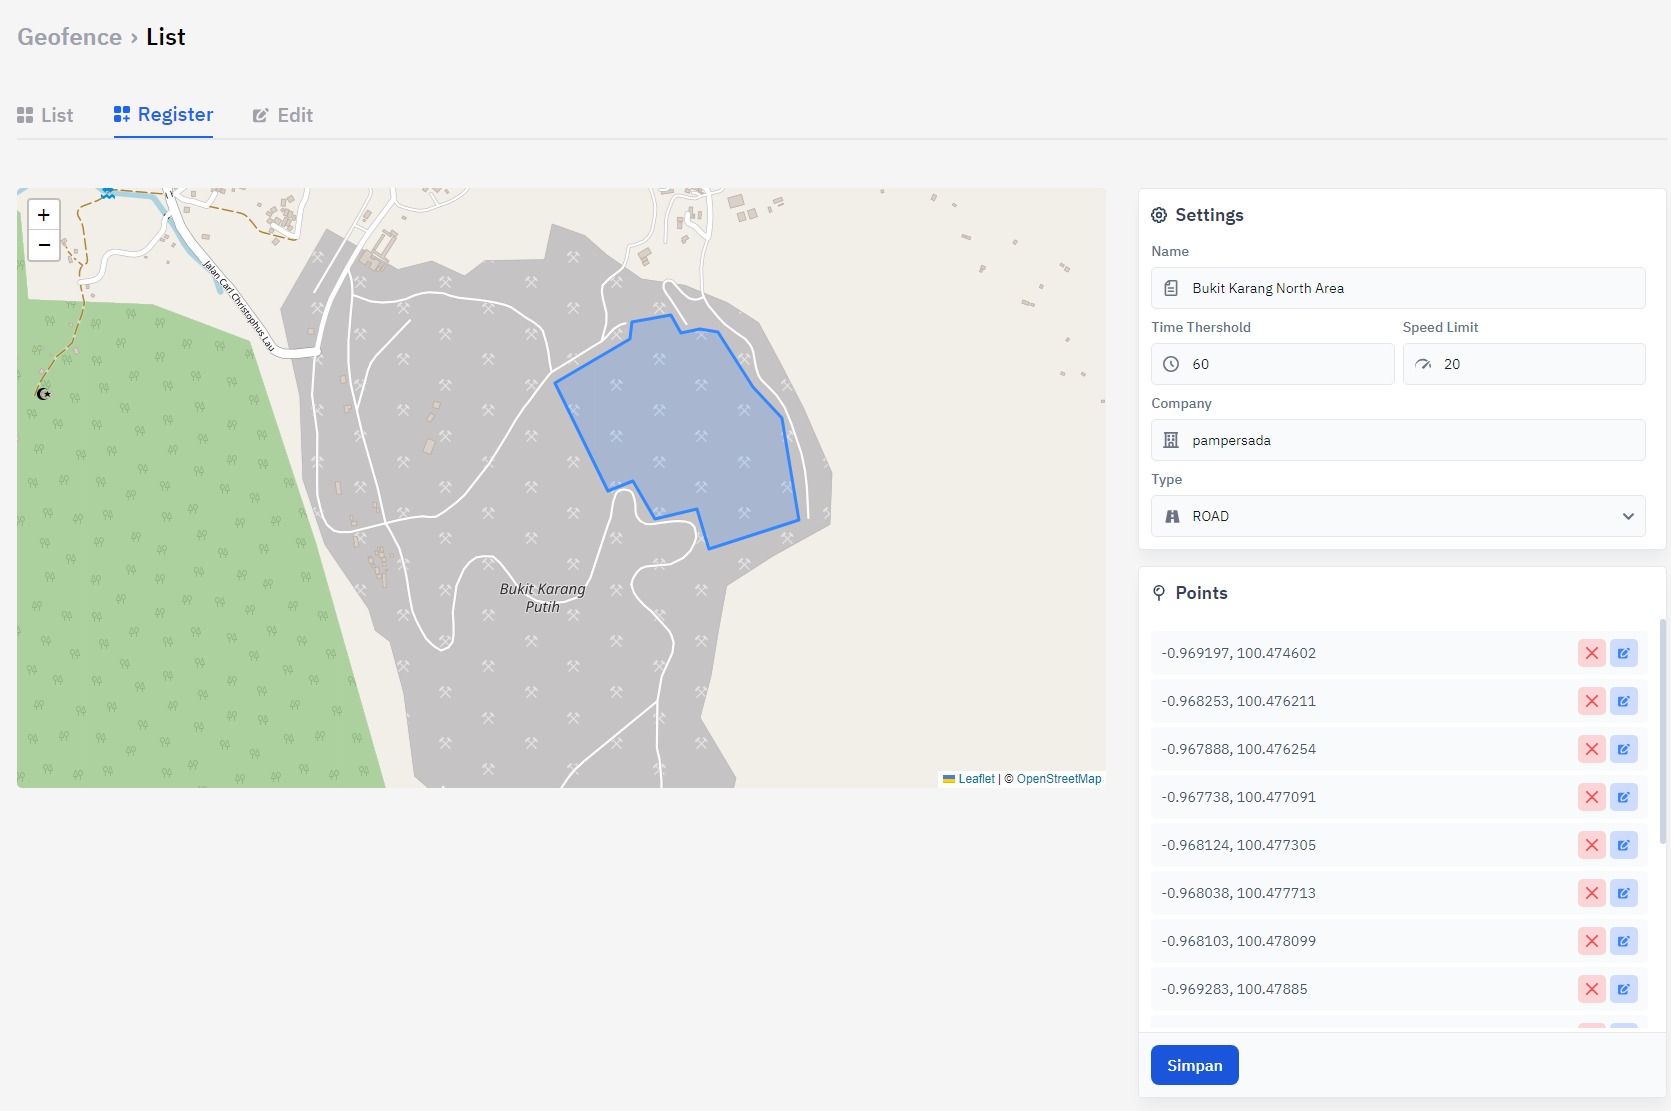 Geofence › List
List
Register
Edit
+
−
Jalan Carl Christophus Lau
Bukit Karang
Putih
Leaflet | © OpenStreetMap
Settings
Name
Bukit Karang North Area
Time Thershold
Speed Limit
60
20
Company
pampersada
Type
ROAD
Points
-0.969197, 100.474602
-0.968253, 100.476211
-0.967888, 100.476254
-0.967738, 100.477091
-0.968124, 100.477305
-0.968038, 100.477713
-0.968103, 100.478099
-0.969283, 100.47885
Simpan